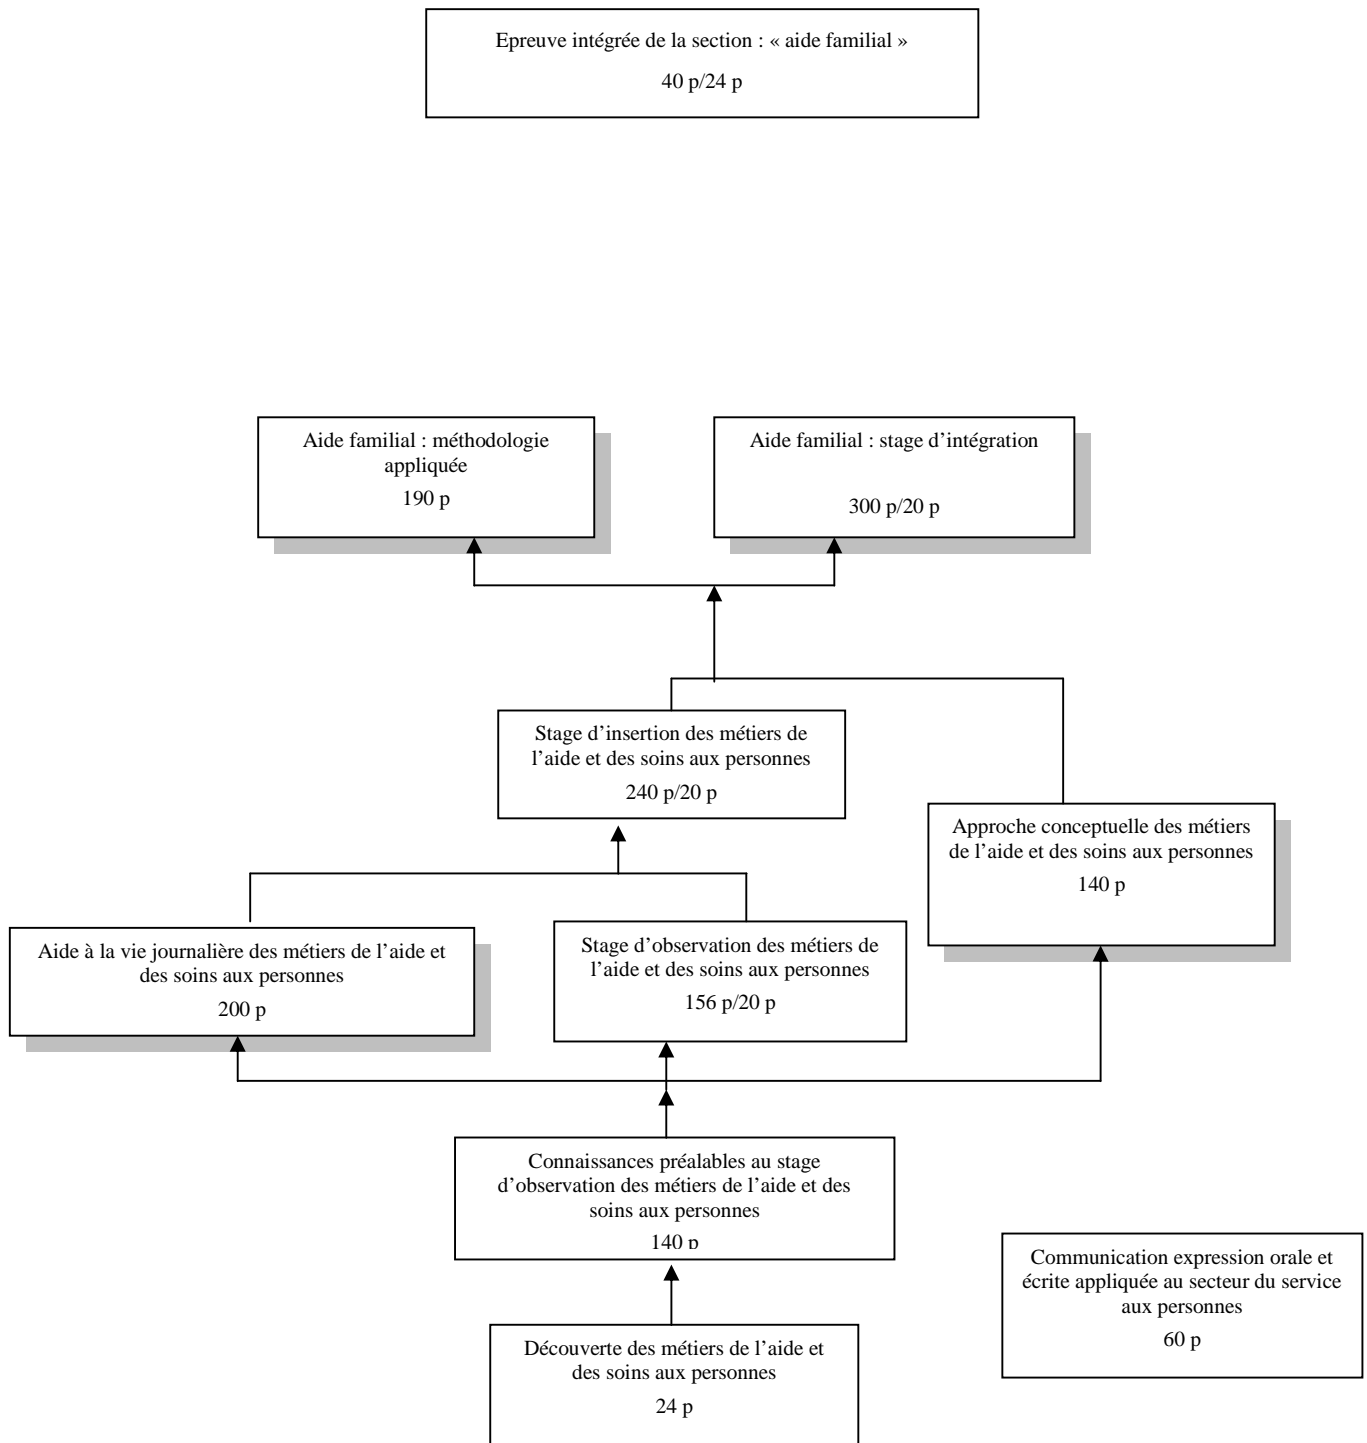 Epreuve intégrée de la section : « aide familial »
40 p/24 p
Aide familial : méthodologie
appliquée
190 p
Aide familial : stage d’intégration
300 p/20 p
Stage d’insertion des métiers de
l’aide et des soins aux personnes
240 p/20 p
Approche conceptuelle des métiers
de l’aide et des soins aux personnes
140 p
Aide à la vie journalière des métiers de l’aide et
des soins aux personnes
200 p
Stage d’observation des métiers de
l’aide et des soins aux personnes
156 p/20 p
Connaissances préalables au stage
d’observation des métiers de l’aide et des
soins aux personnes
140 p
Communication expression orale et
écrite appliquée au secteur du service
aux personnes
60 p
Découverte des métiers de l’aide et
des soins aux personnes
24 p